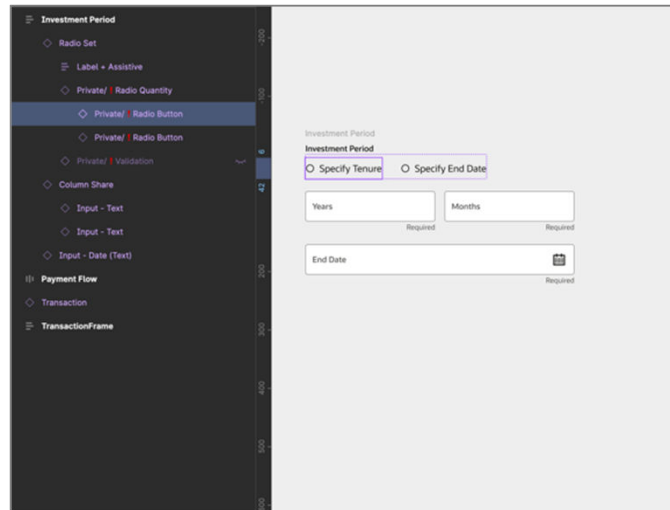 Investment Period
Radio Set
Label + Assistive
Private/ ! Radio Quantity
Private/ ! Radio Button
Private/ ! Radio Button
Private/ ! Validation
Column Share
Input - Text
Input - Text
Input - Date (Text)
Payment Flow
Transaction
TransactionFrame
-200
-100
6
42
200
300
400
500
Investment Period
Investment Period
Specify Tenure Specify End Date
Years Months
Required Required
End Date
Required